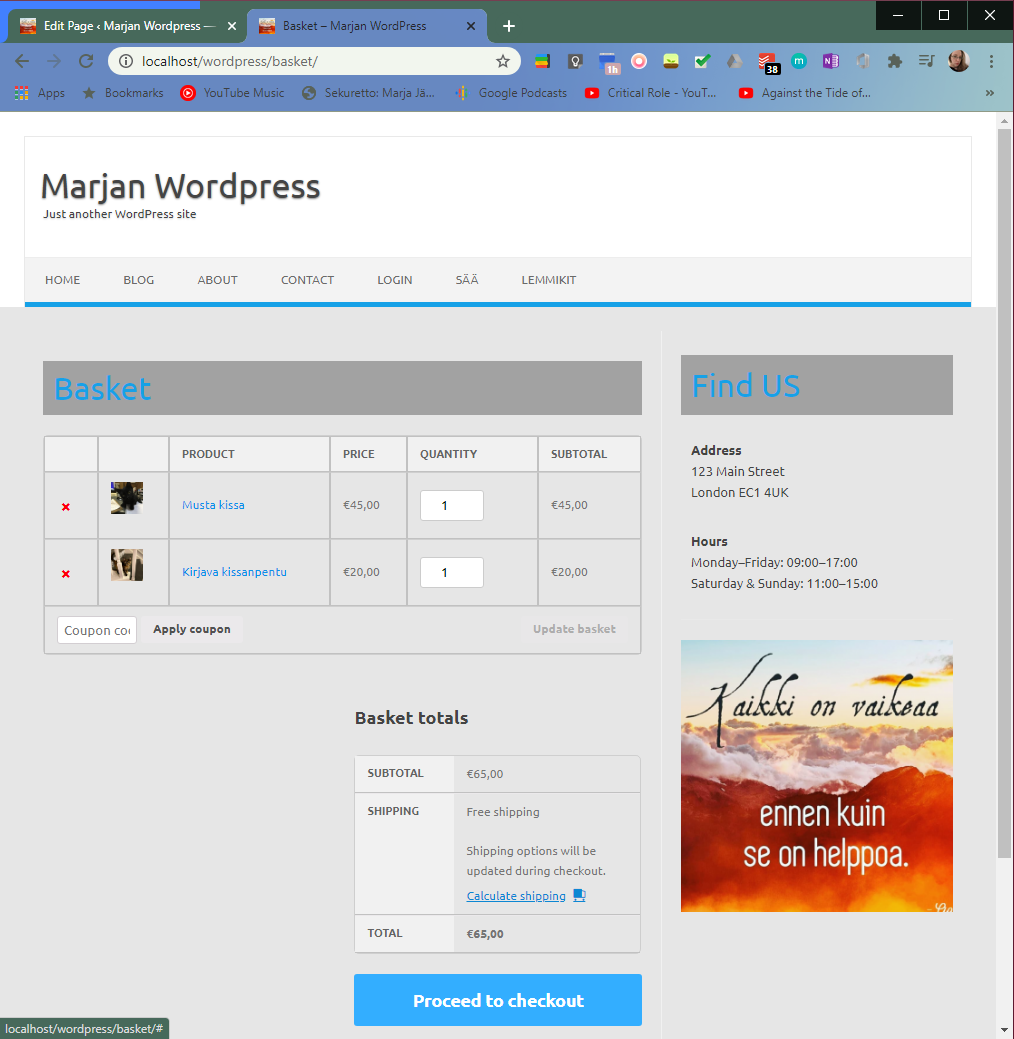 Edit Page ‹ Marjan Wordpress —
Basket – Marjan WordPress
localhost/wordpress/basket/
1h
38
Apps
Bookmarks
YouTube Music
Sekuretto: Marja Jä...
Google Podcasts
Critical Role - YouT...
Against the Tide of...
Marjan Wordpress
Just another WordPress site
HOME BLOG ABOUT CONTACT LOGIN SÄÄ LEMMIKIT
Basket
PRODUCT PRICE QUANTITY SUBTOTAL
Musta kissa €45,00 1 €45,00
Kirjava kissanpentu €20,00 1 €20,00
Coupon co Apply coupon Update basket
Basket totals
SUBTOTAL €65,00
SHIPPING Free shipping
Shipping options will be
updated during checkout.
Calculate shipping
TOTAL €65,00
Proceed to checkout
Find US
Address
123 Main Street
London EC1 4UK
Hours
Monday–Friday: 09:00–17:00
Saturday & Sunday: 11:00–15:00
Kaikki on vaikeaa
ennen kuin
se on helppoa.
localhost/wordpress/basket/#